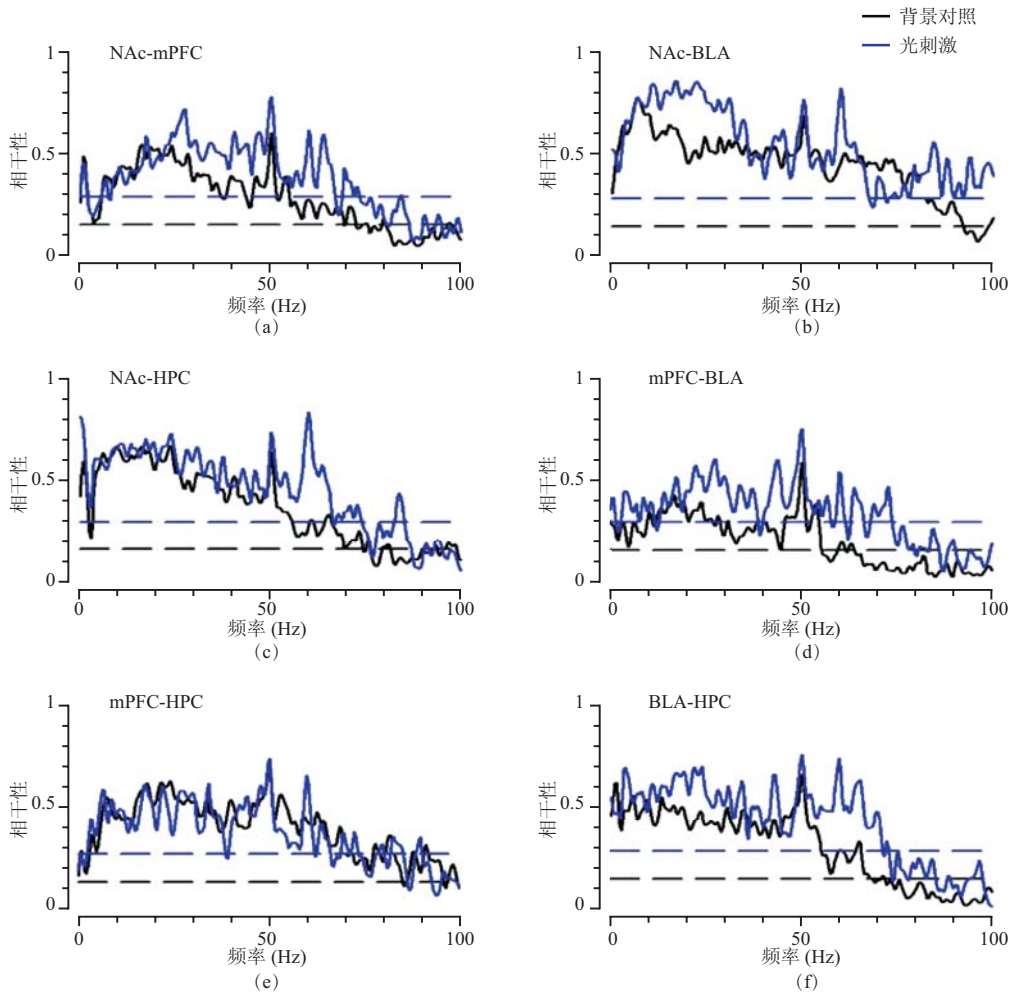 背景对照
光刺激
NAc-mPFC
1
0.5
0
相干性
0 50 100
频率 (Hz)
(a)
NAc-BLA
1
0.5
0
相干性
0 50 100
频率 (Hz)
(b)
NAc-HPC
1
0.5
0
相干性
0 50 100
频率 (Hz)
(c)
mPFC-BLA
1
0.5
0
相干性
0 50 100
频率 (Hz)
(d)
mPFC-HPC
1
0.5
0
相干性
0 50 100
频率 (Hz)
(e)
BLA-HPC
1
0.5
0
相干性
0 50 100
频率 (Hz)
(f)